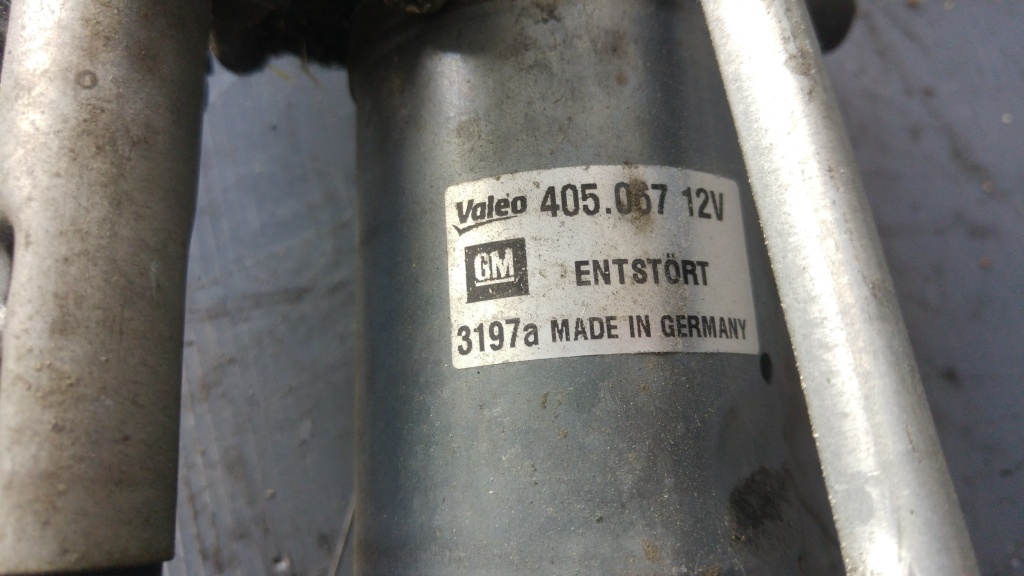 Valeo 405.067 12V
GM ENTSTÖRT
3197a MADE IN GERMANY